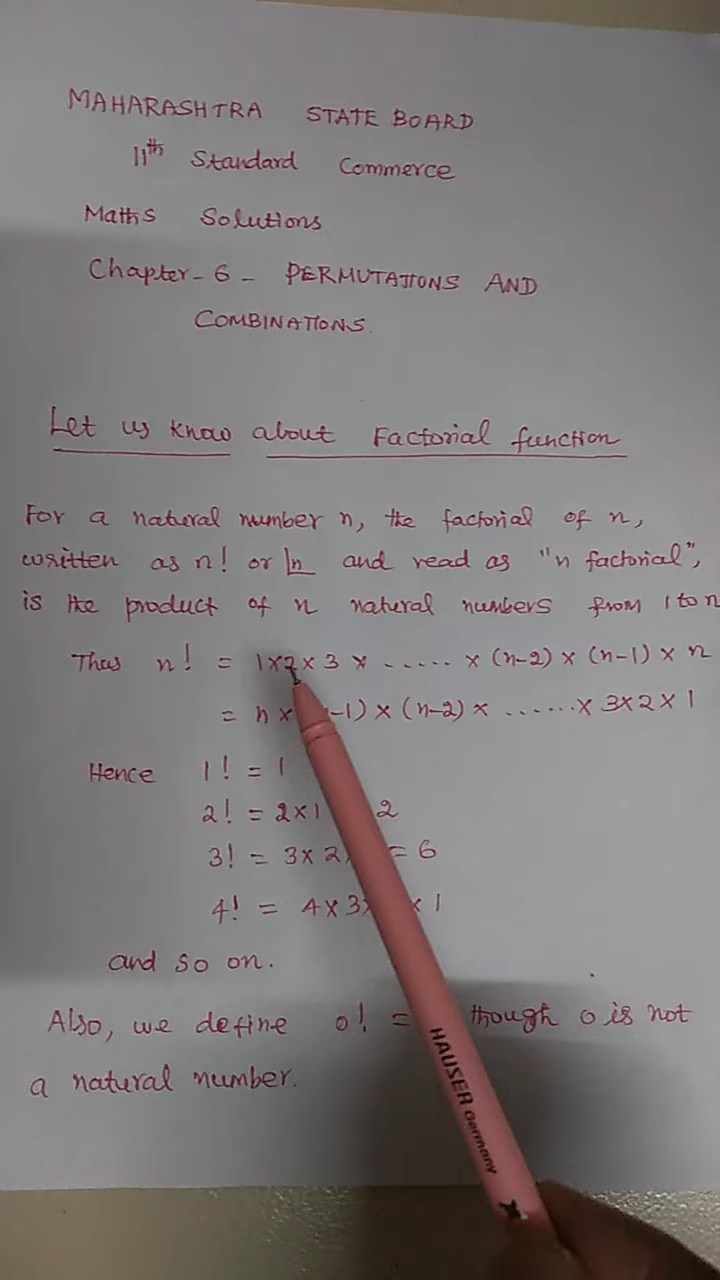 MAHARASHTRA STATE BOARD
11th Standard Commerce
Maths Solutions
Chapter-6- PERMUTATIONS AND
COMBINATIONS.
Let us know about Factorial function
For a natural number n, the factorial of n,
written as n! or |n and read as "n factorial",
is the product of n natural numbers from 1 to n
Thus n! = 1×2×3×.....×(n-2)×(n-1)×n
= n× -1)×(n-2)×......×3×2×1
Hence 1! = 1
2! = 2×1 2
3! = 3×2 = 6
4! = 4×3× × 1
and so on.
Also, we define 0! = though 0 is not
a natural number.
HAUSER Germany